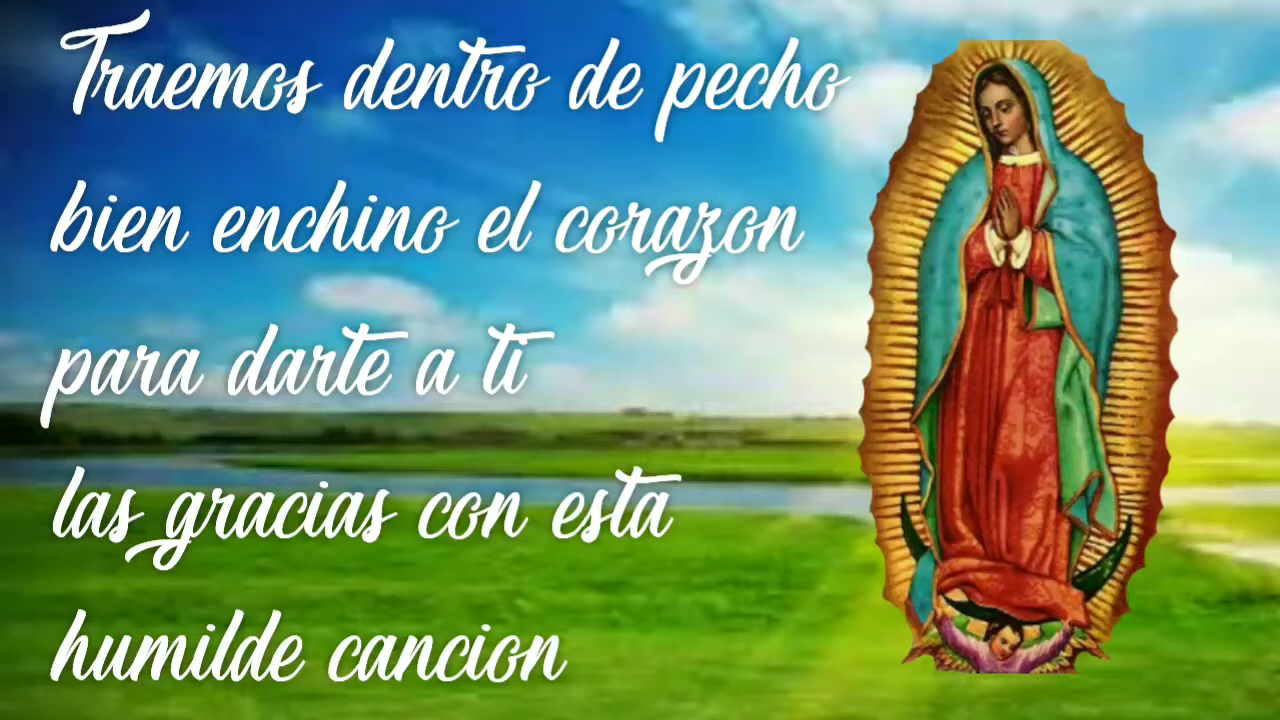 Traemos dentro de pecho
bien enchino el corazon
para darte a ti
las gracias con esta
humilde cancion